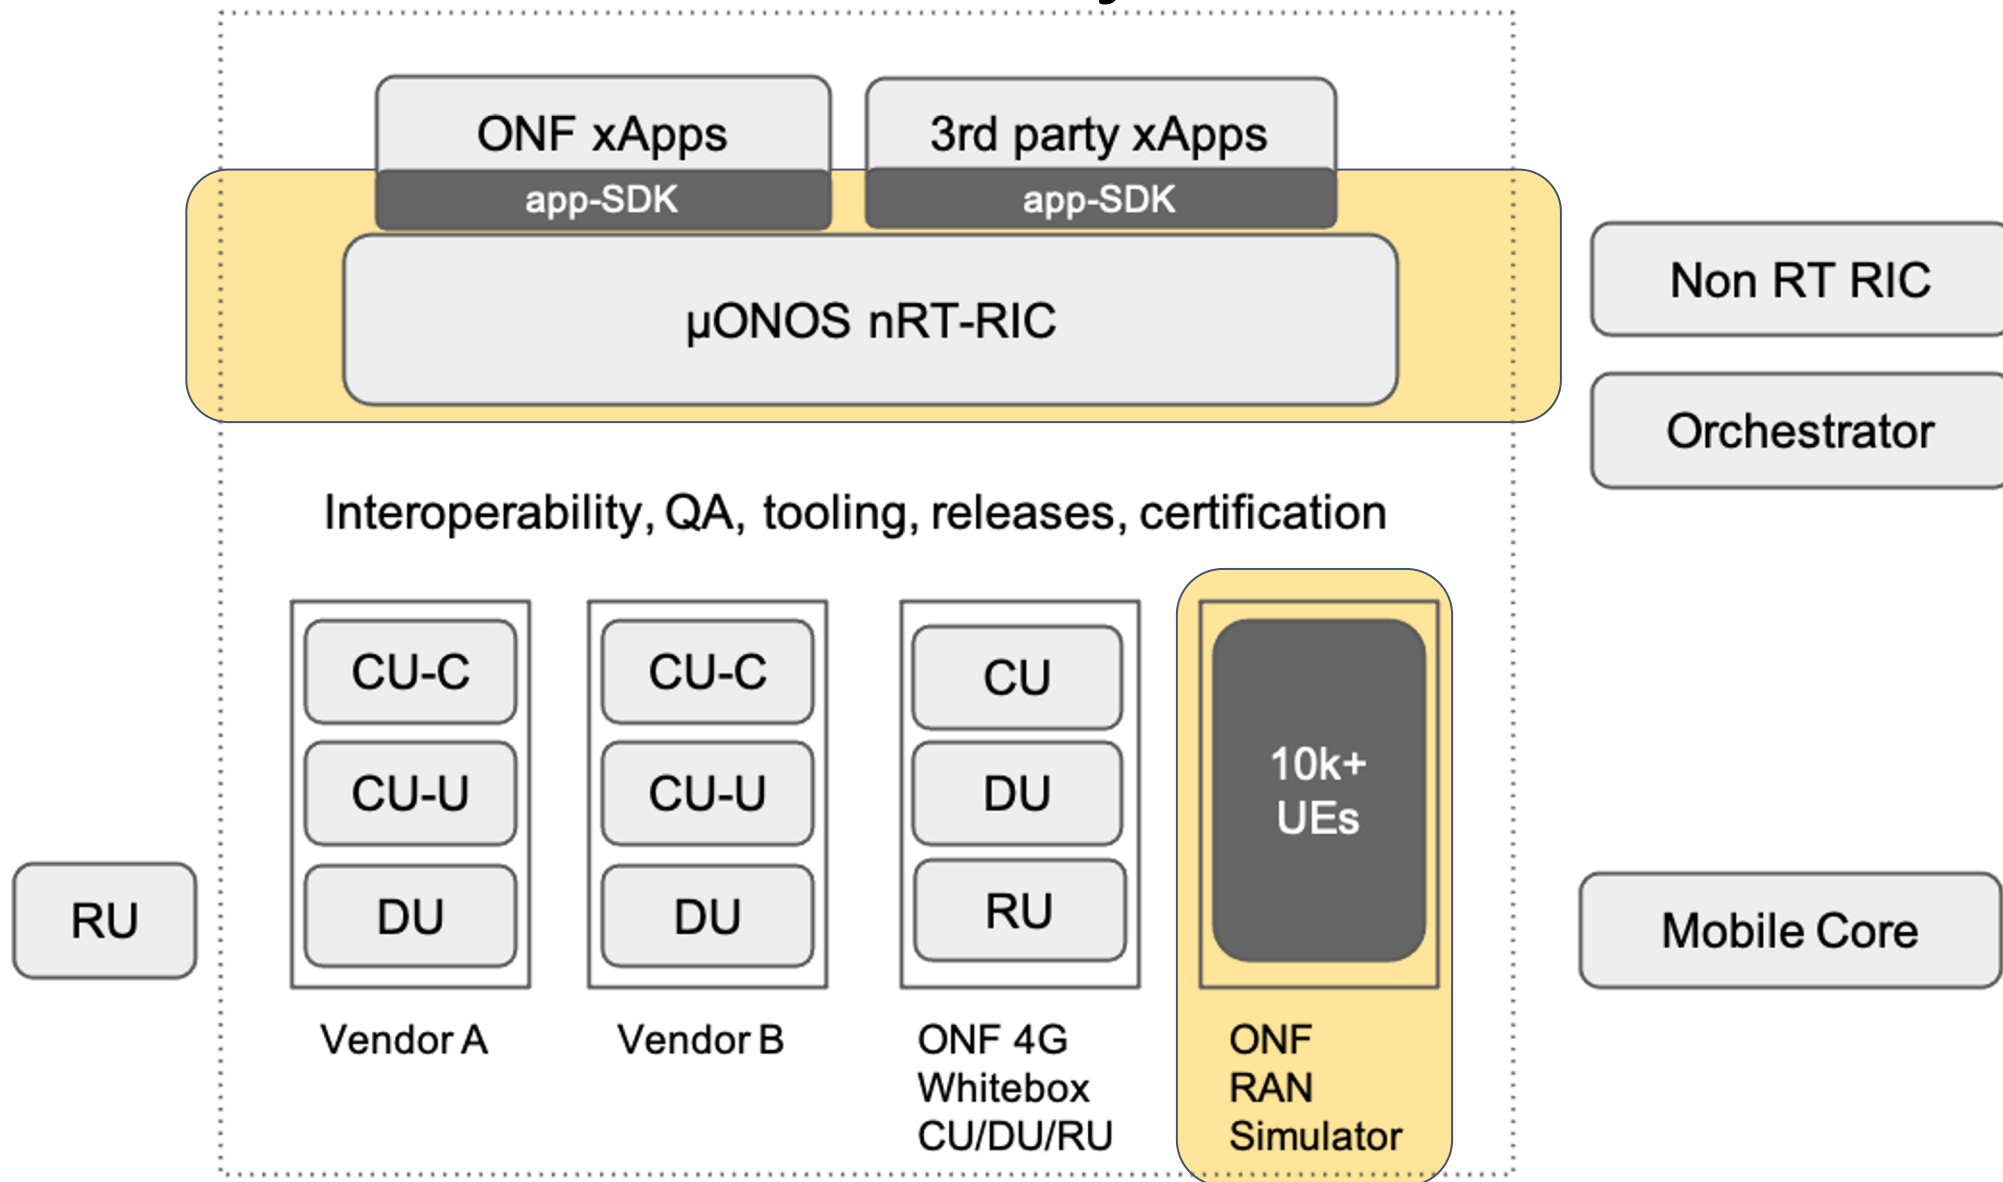 ONF xApps
3rd party xApps
app-SDK
app-SDK
µONOS nRT-RIC
Non RT RIC
Orchestrator
Interoperability, QA, tooling, releases, certification
CU-C
CU-U
DU
CU-C
CU-U
DU
CU
DU
RU
10k+
UEs
RU
Mobile Core
Vendor A
Vendor B
ONF 4G
Whitebox
CU/DU/RU
ONF
RAN
Simulator